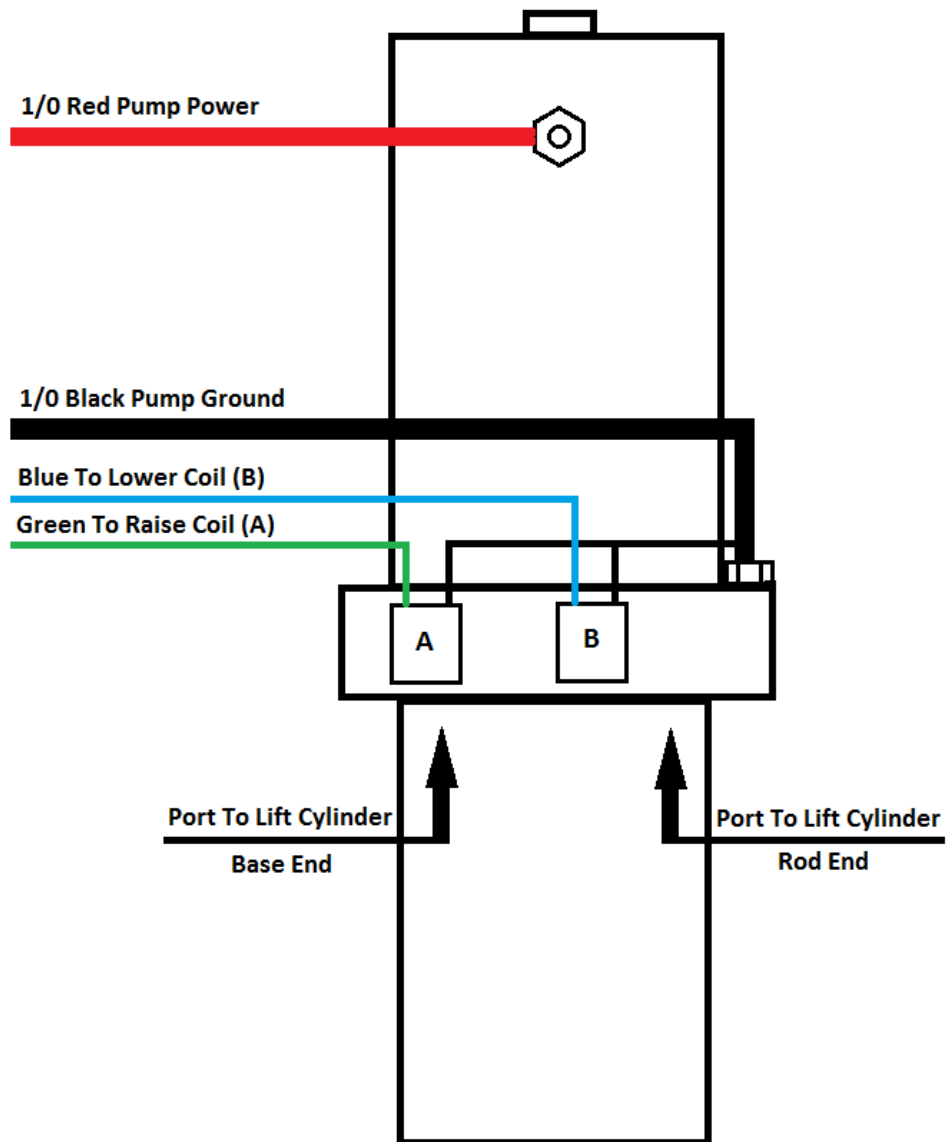 1/0 Red Pump Power
1/0 Black Pump Ground
Blue To Lower Coil (B)
Green To Raise Coil (A)
A
B
Port To Lift Cylinder
Base End
Port To Lift Cylinder
Rod End